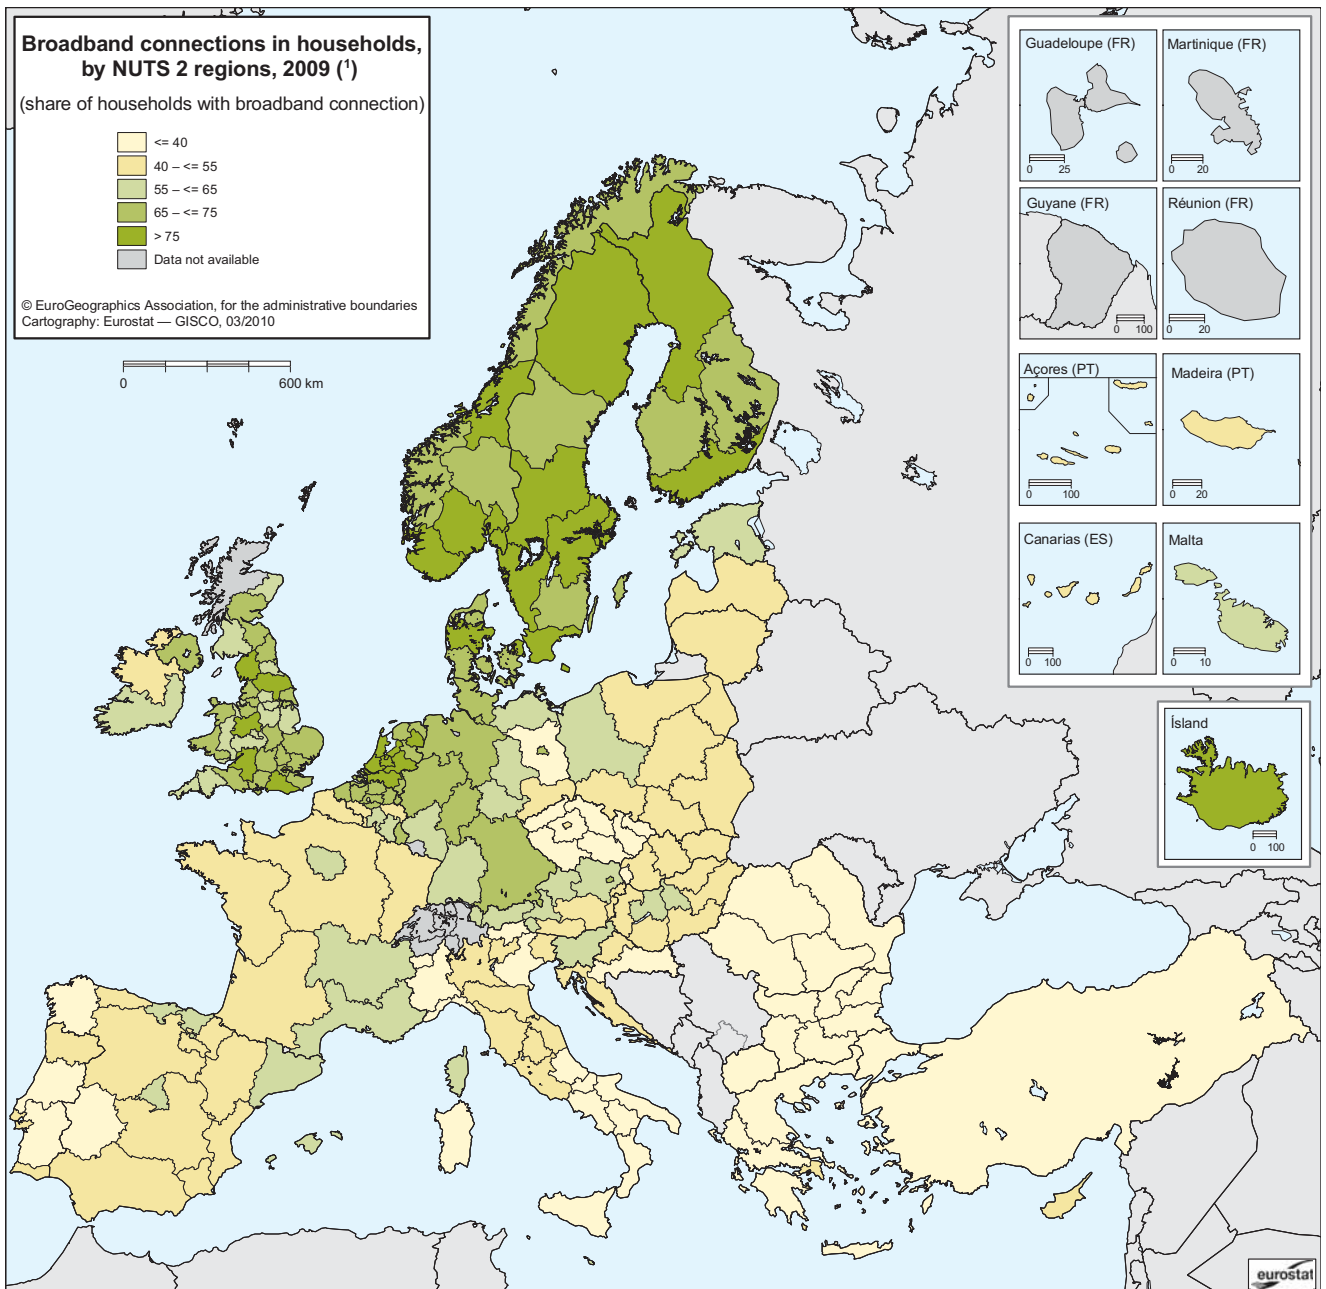 Broadband connections in households,
by NUTS 2 regions, 2009 (¹)
(share of households with broadband connection)
<= 40
40 – <= 55
55 – <= 65
65 – <= 75
> 75
Data not available
© EuroGeographics Association, for the administrative boundaries
Cartography: Eurostat — GISCO, 03/2010
0 600 km
Guadeloupe (FR)
0 25
Martinique (FR)
0 20
Guyane (FR)
0 100
Réunion (FR)
0 20
Açores (PT)
0 100
Madeira (PT)
0 20
Canarias (ES)
0 100
Malta
0 10
Ísland
0 100
eurostat